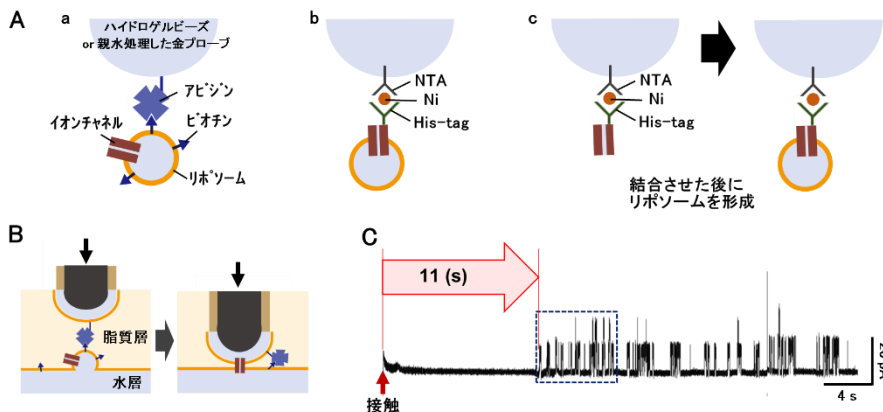 A
a
ハイドロゲルビーズ
or 親水処理した金プローブ
アビジン
イオンチャネル
ビオチン
リポソーム
b
NTA
Ni
His-tag
c
NTA
Ni
His-tag
結合させた後に
リポソームを形成
B
脂質層
水層
C
11 (s)
接触
4 s